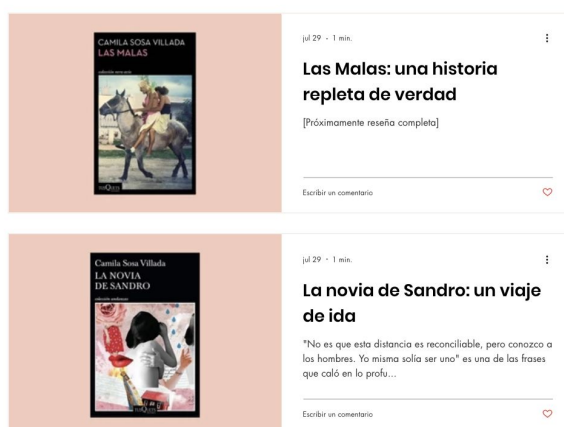 CAMILA SOSA VILLADA
LAS MALAS
TUSQUETS
jul 29 · 1 min.
Las Malas: una historia
repleta de verdad
[Próximamente reseña completa]
Escribir un comentario
Camila Sosa Villada
LA NOVIA
DE SANDRO
TUSQUETS
jul 29 · 1 min.
La novia de Sandro: un viaje
de ida
"No es que esta distancia es reconciliable, pero conozco a
los hombres. Yo misma solía ser uno" es una de las frases
que caló en lo profu...
Escribir un comentario